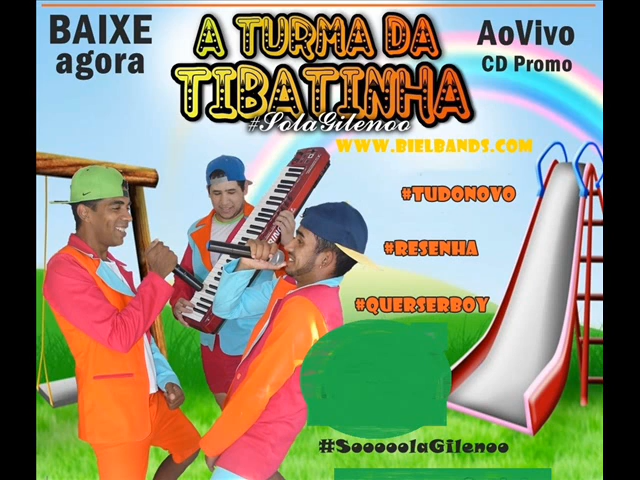 BAIXE
agora
A TURMA DA
TIBATINHA
#SolaGilenoo
AoVivo
CD Promo
WWW.BIELBANDS.COM
#TUDONOVO
#RESENHA
#QUERSERBOY
#SooooolaGilenoo